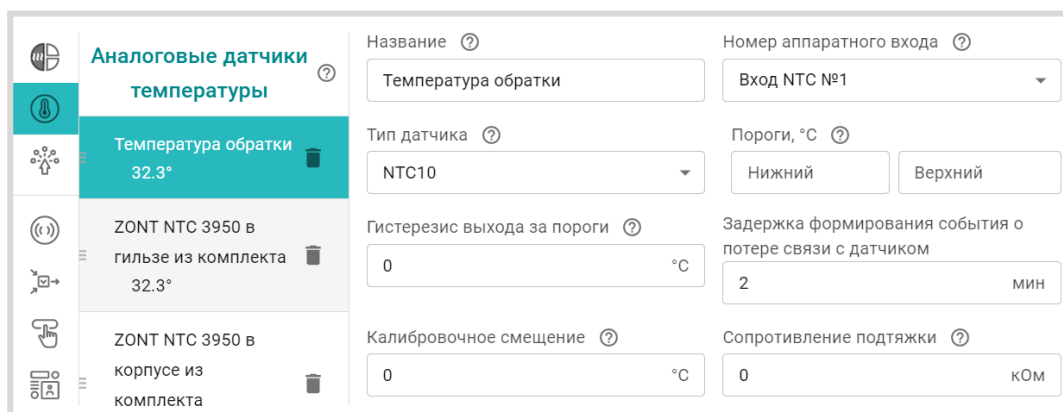 Аналоговые датчики
температуры
Температура обратки
32.3°
ZONT NTC 3950 в
гильзе из комплекта
32.3°
ZONT NTC 3950 в
корпусе из
комплекта
Название
Температура обратки
Номер аппаратного входа
Вход NTC №1
Тип датчика
NTC10
Пороги, °C
Нижний
Верхний
Гистерезис выхода за пороги
0 °C
Задержка формирования события о
потере связи с датчиком
2 мин
Калибровочное смещение
0 °C
Сопротивление подтяжки
0 кОм